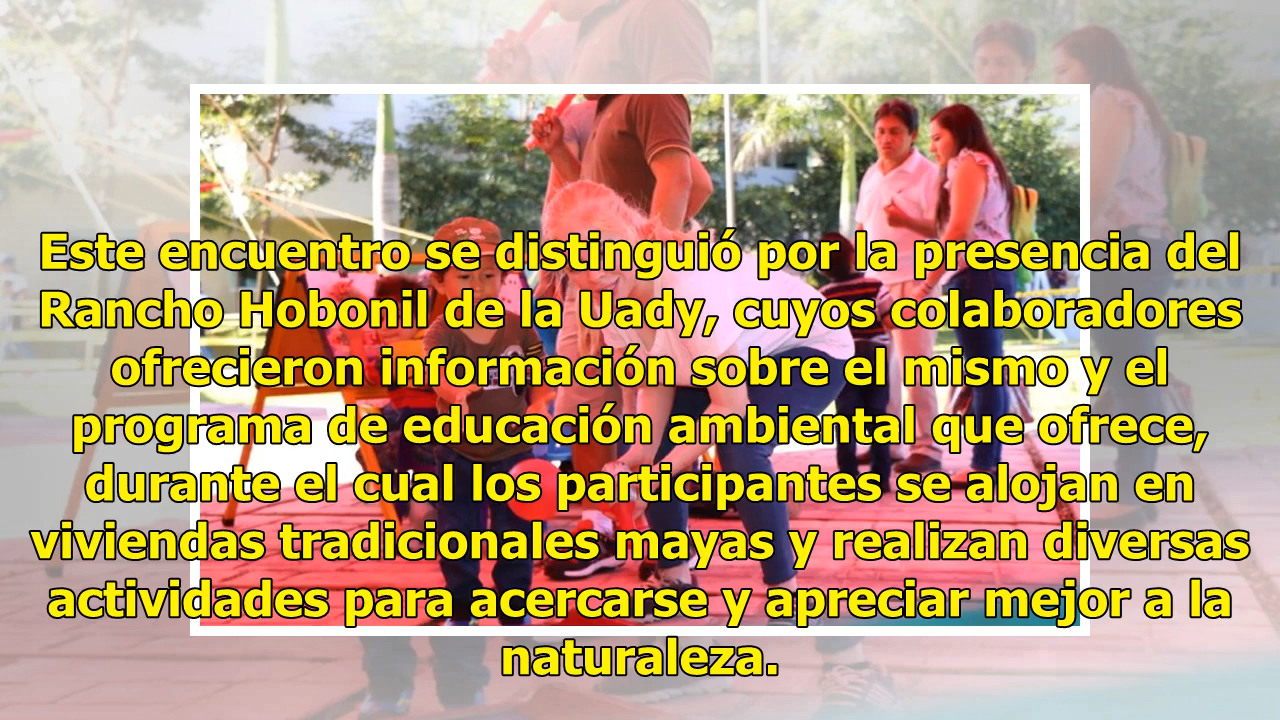 Este encuentro se distinguió por la presencia del
Rancho Hobonil de la Uady, cuyos colaboradores
ofrecieron información sobre el mismo y el
programa de educación ambiental que ofrece,
durante el cual los participantes se alojan en
viviendas tradicionales mayas y realizan diversas
actividades para acercarse y apreciar mejor a la
naturaleza.